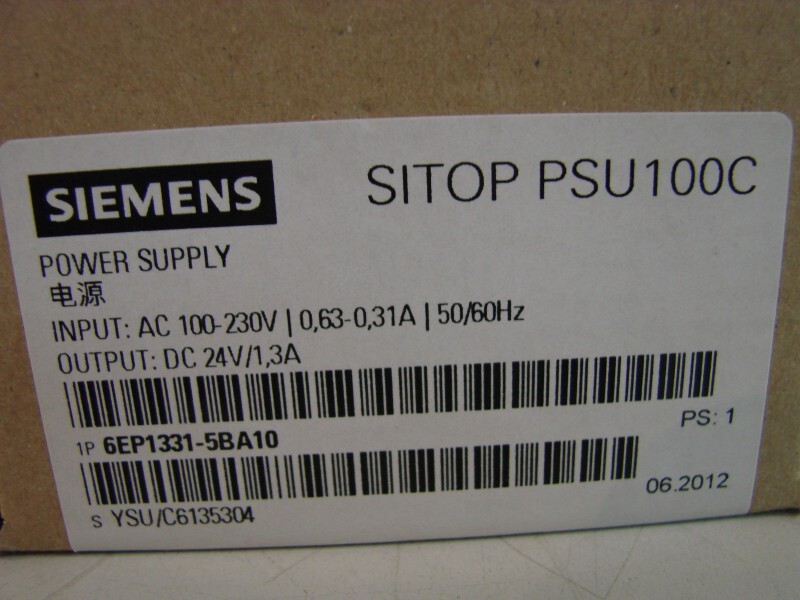 SIEMENS SITOP PSU100C
POWER SUPPLY
电源
INPUT: AC 100-230V | 0,63-0,31A | 50/60Hz
OUTPUT: DC 24V/1,3A
1P 6EP1331-5BA10
PS: 1
S YSU/C6135304
06.2012